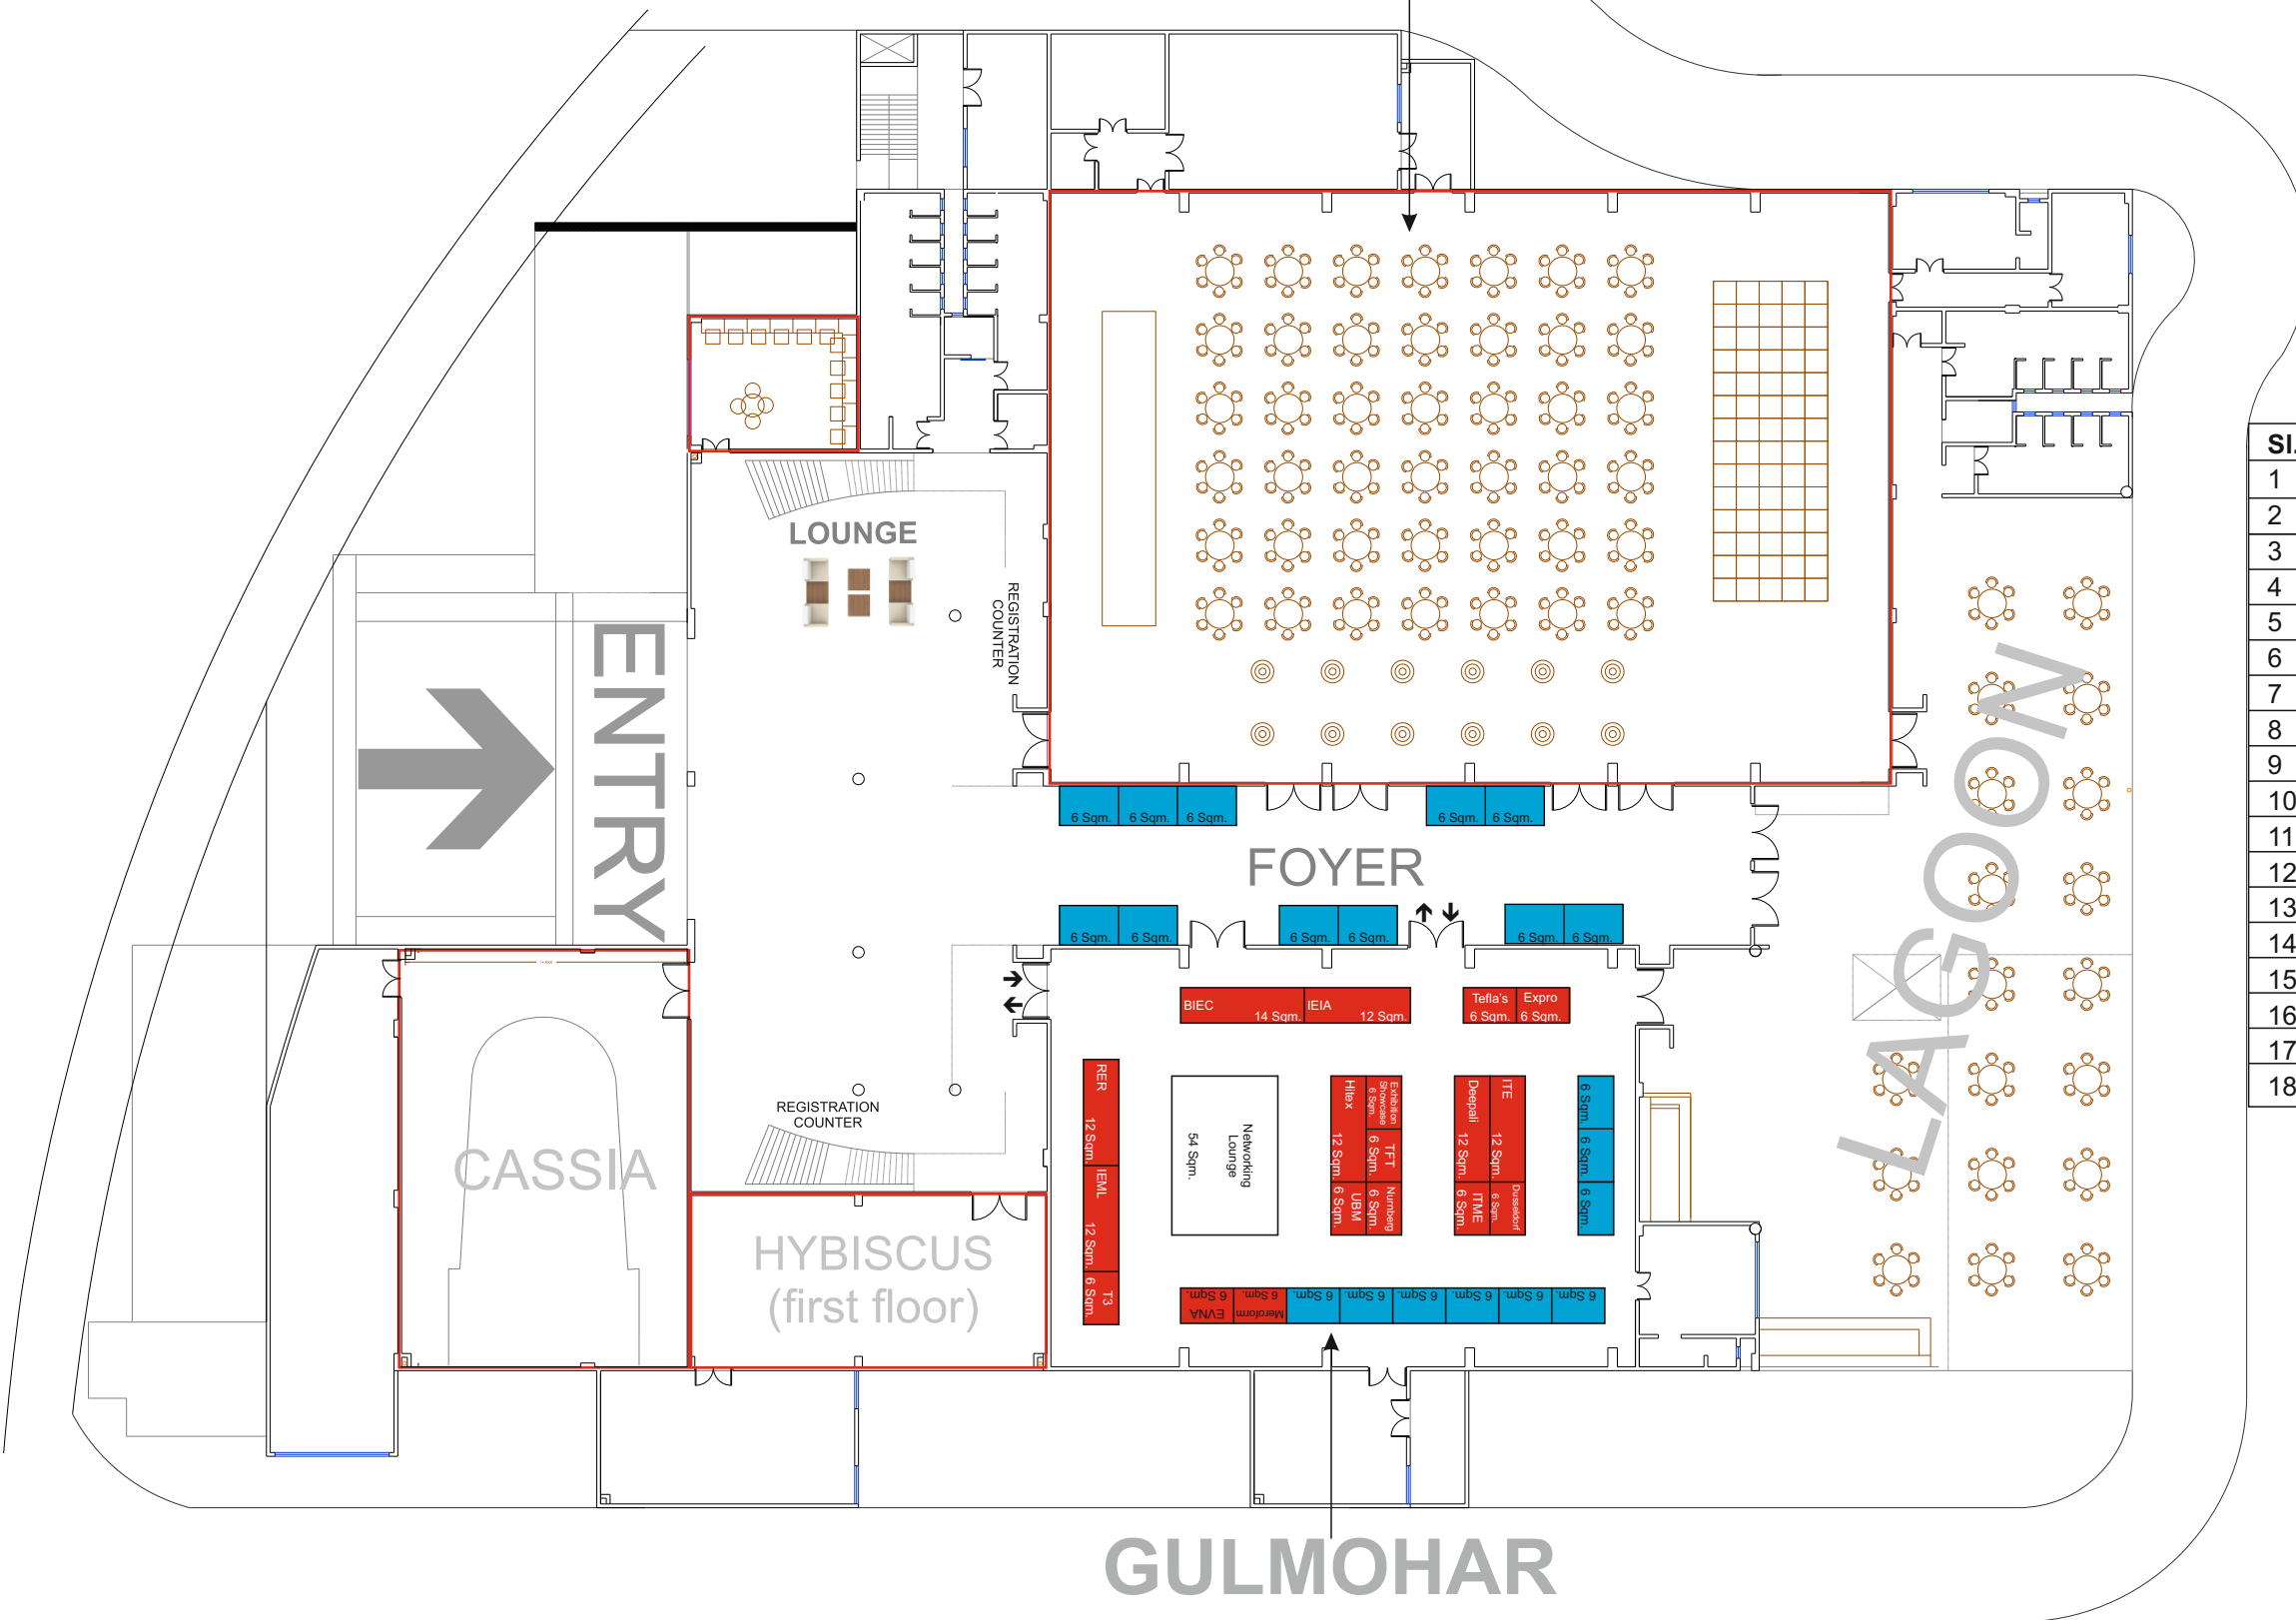 LOUNGE
REGISTRATION
COUNTER
ENTRY
6 Sqm.
6 Sqm.
6 Sqm.
6 Sqm.
6 Sqm.
FOYER
6 Sqm.
6 Sqm.
6 Sqm.
6 Sqm.
6 Sqm.
6 Sqm.
LAGOON
BIEC
14 Sqm.
IEIA
12 Sqm.
Tefla's
6 Sqm.
Expro
6 Sqm.
RER
12 Sqm.
IEML
12 Sqm.
T3
6 Sqm.
Networking
Lounge
54 Sqm.
Hitex
12 Sqm.
Exhibition
Showcase
6 Sqm.
TFT
6 Sqm.
UBM
6 Sqm.
Nurnberg
6 Sqm.
Deepali
12 Sqm.
ITE
12 Sqm.
ITME
6 Sqm.
Dusseldorf
6 Sqm.
6 Sqm.
6 Sqm.
6 Sqm.
EVNA
6 Sqm.
Meroform
6 Sqm.
6 Sqm.
6 Sqm.
6 Sqm.
6 Sqm.
6 Sqm.
6 Sqm.
REGISTRATION
COUNTER
CASSIA
HYBISCUS
(first floor)
GULMOHAR
Sl.
1
2
3
4
5
6
7
8
9
10
11
12
13
14
15
16
17
18